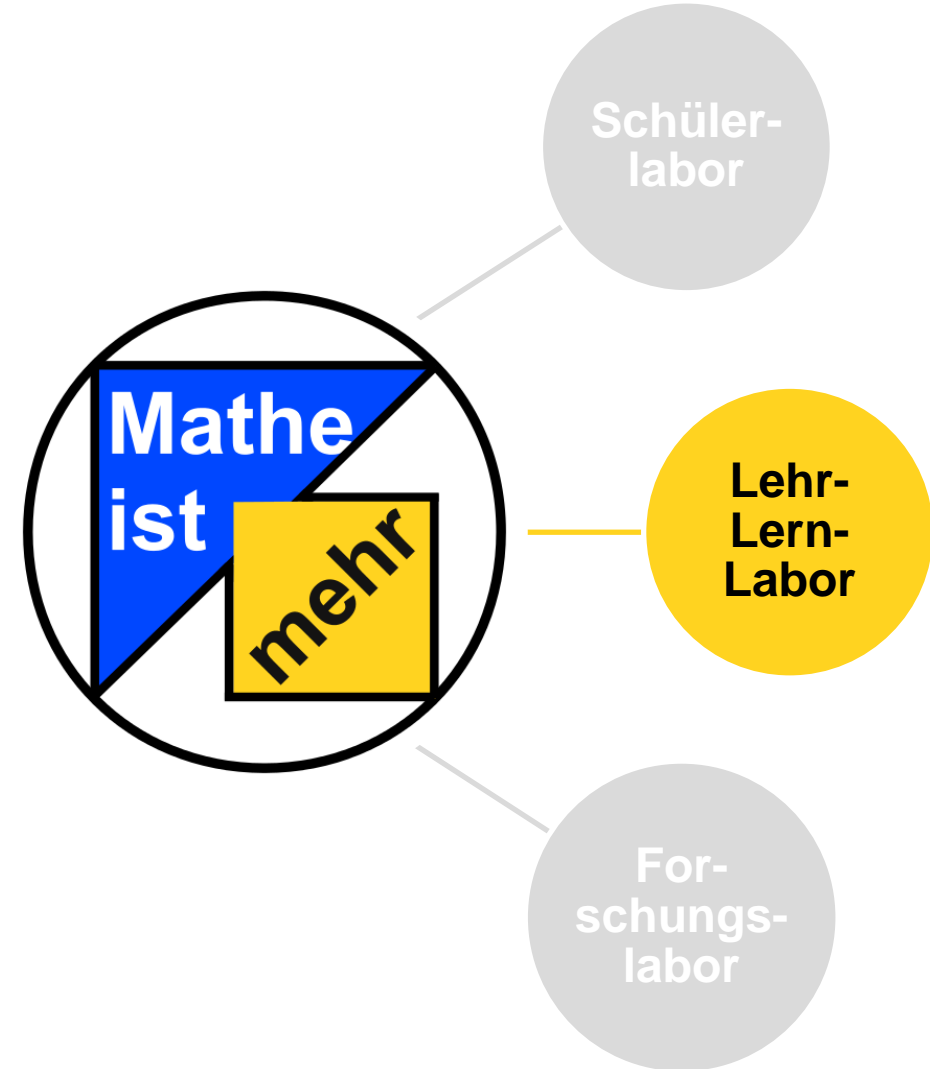 Schüler-
labor
Mathe
ist
mehr
Lehr-
Lern-
Labor
For-
schungs-
labor